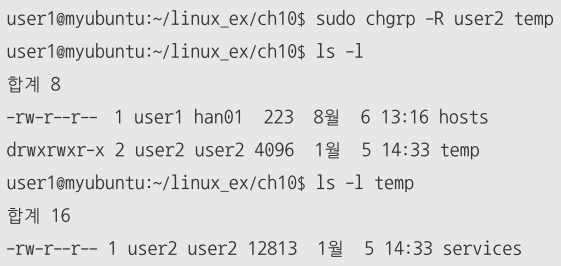 user1@myubuntu:~/linux_ex/ch10$ sudo chgrp -R user2 temp
user1@myubuntu:~/linux_ex/ch10$ ls -l
합계 8
-rw-r--r-- 1 user1 han01 223 8월 6 13:16 hosts
drwxrwxr-x 2 user2 user2 4096 1월 5 14:33 temp
user1@myubuntu:~/linux_ex/ch10$ ls -l temp
합계 16
-rw-r--r-- 1 user2 user2 12813 1월 5 14:33 services